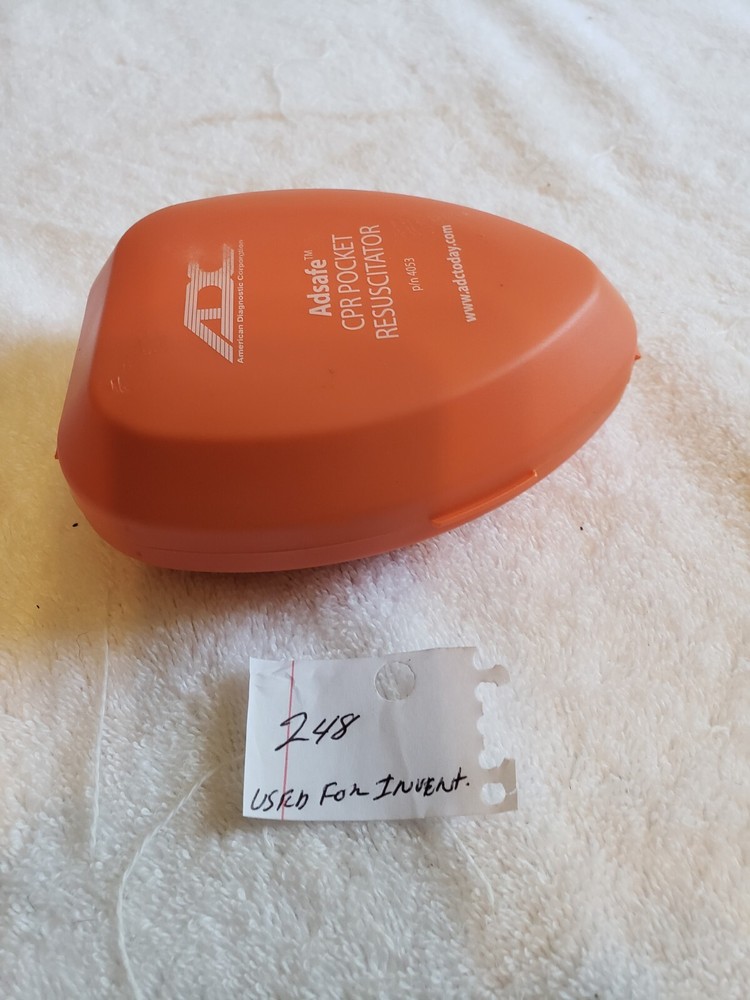 ADC
American Diagnostic Corporation
Adsafe™
CPR POCKET
RESUSCITATOR
p/n 4053
www.adctoday.com
248
USED FOR INVENT.